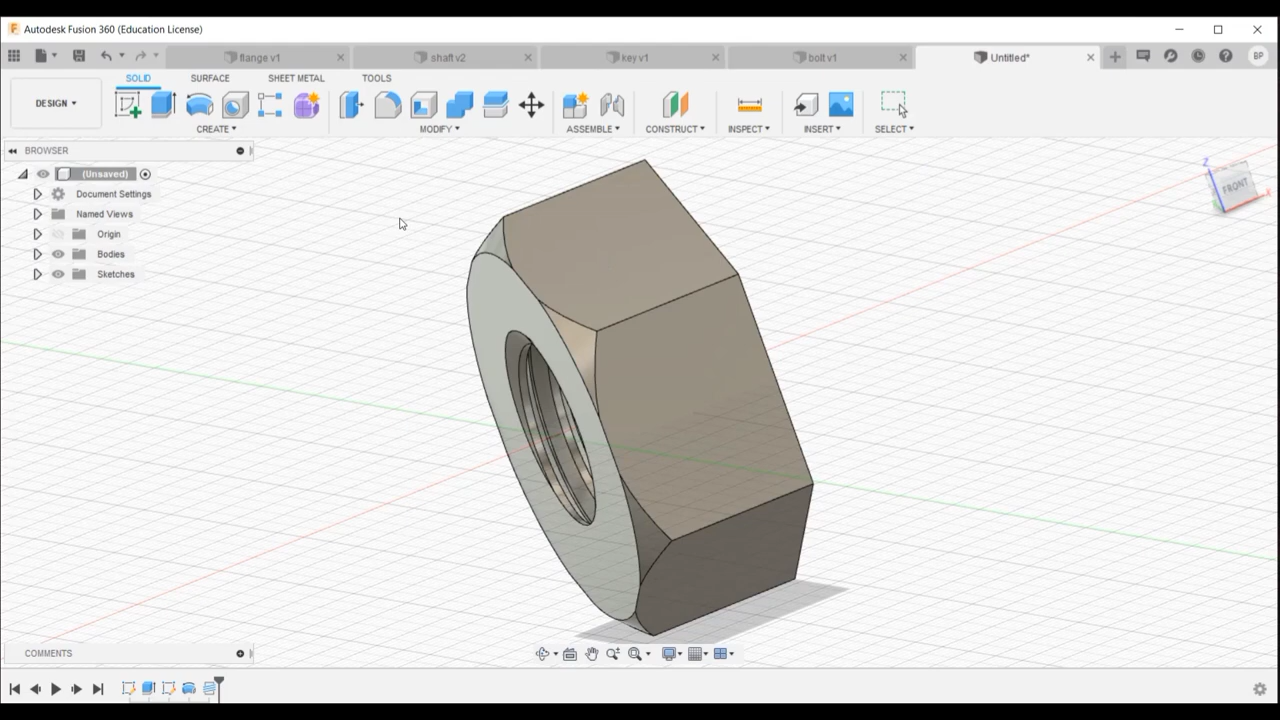 Autodesk Fusion 360 (Education License)
flange v1
shaft v2
key v1
bolt v1
Untitled*
BP
DESIGN
SOLID
SURFACE
SHEET METAL
TOOLS
CREATE
MODIFY
ASSEMBLE
CONSTRUCT
INSPECT
INSERT
SELECT
BROWSER
(Unsaved)
Document Settings
Named Views
Origin
Bodies
Sketches
Z
FRONT
X
COMMENTS